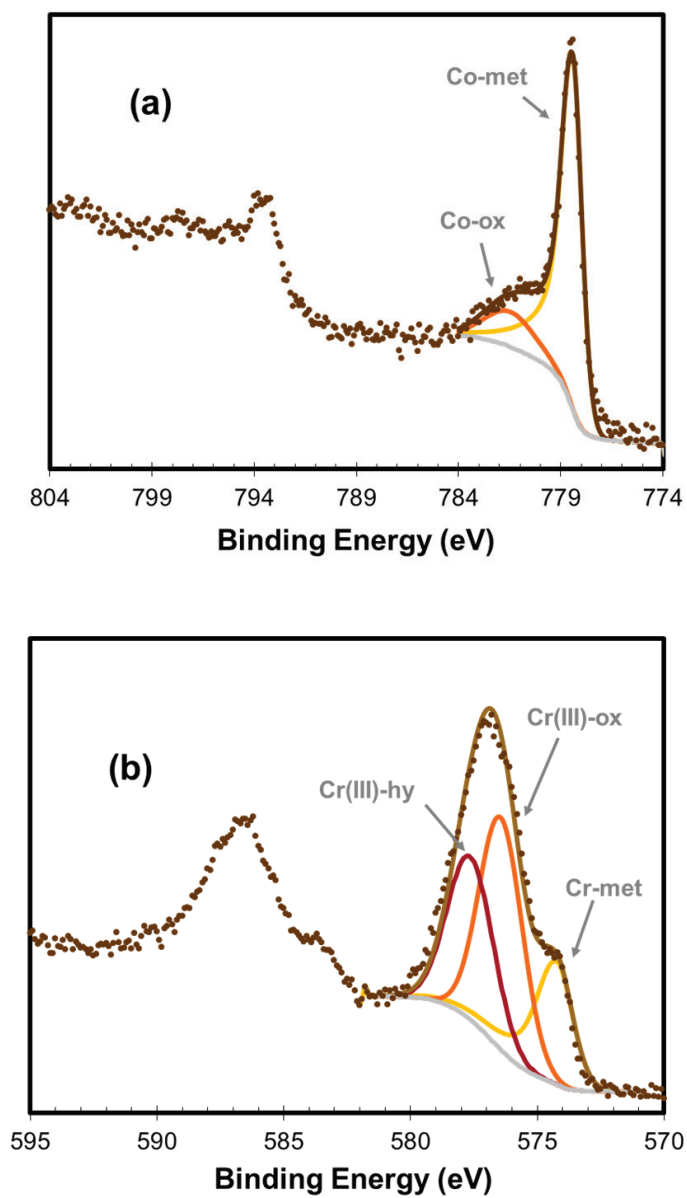 (a)
Co-met
Co-ox
804 799 794 789 784 779 774
Binding Energy (eV)
(b)
Cr(III)-ox
Cr(III)-hy
Cr-met
595 590 585 580 575 570
Binding Energy (eV)